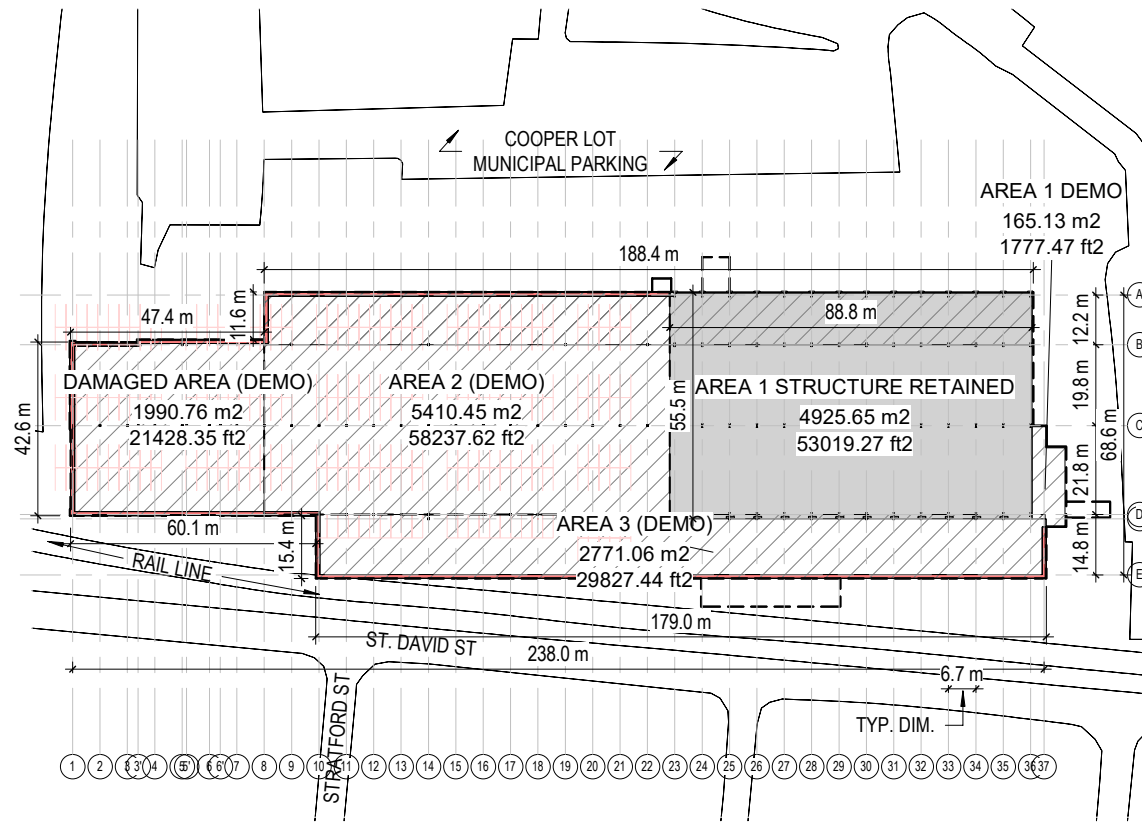 COOPER LOT
MUNICIPAL PARKING
AREA 1 DEMO
165.13 m2
1777.47 ft2
188.4 m
47.4 m
11.6 m
88.8 m
12.2 m
A
B
DAMAGED AREA (DEMO)
1990.76 m2
21428.35 ft2
AREA 2 (DEMO)
5410.45 m2
58237.62 ft2
AREA 1 STRUCTURE RETAINED
4925.65 m2
53019.27 ft2
42.6 m
55.5 m
19.8 m
68.6 m
C
21.8 m
D
60.1 m
15.4 m
AREA 3 (DEMO)
2771.06 m2
29827.44 ft2
14.8 m
E
RAIL LINE
179.0 m
ST. DAVID ST
238.0 m
6.7 m
TYP. DIM.
STRATFORD ST.
1 2 3 3' 4 5 5' 6 6' 7 8 9 10 11 12 13 14 15 16 17 18 19 20 21 22 23 24 25 26 27 28 29 30 31 32 33 34 35 36 37